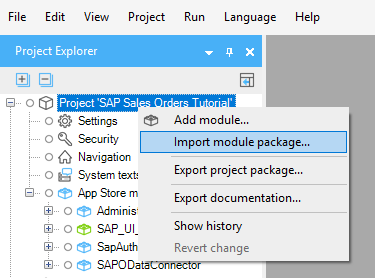 File Edit View Project Run Language Help
Project Explorer
Project 'SAP Sales Orders Tutorial'
Settings
Security
Navigation
System texts
App Store m
Administ
SAP_UI_
SapAuth
SAPODataConnector
Add module...
Import module package...
Export project package...
Export documentation...
Show history
Revert change